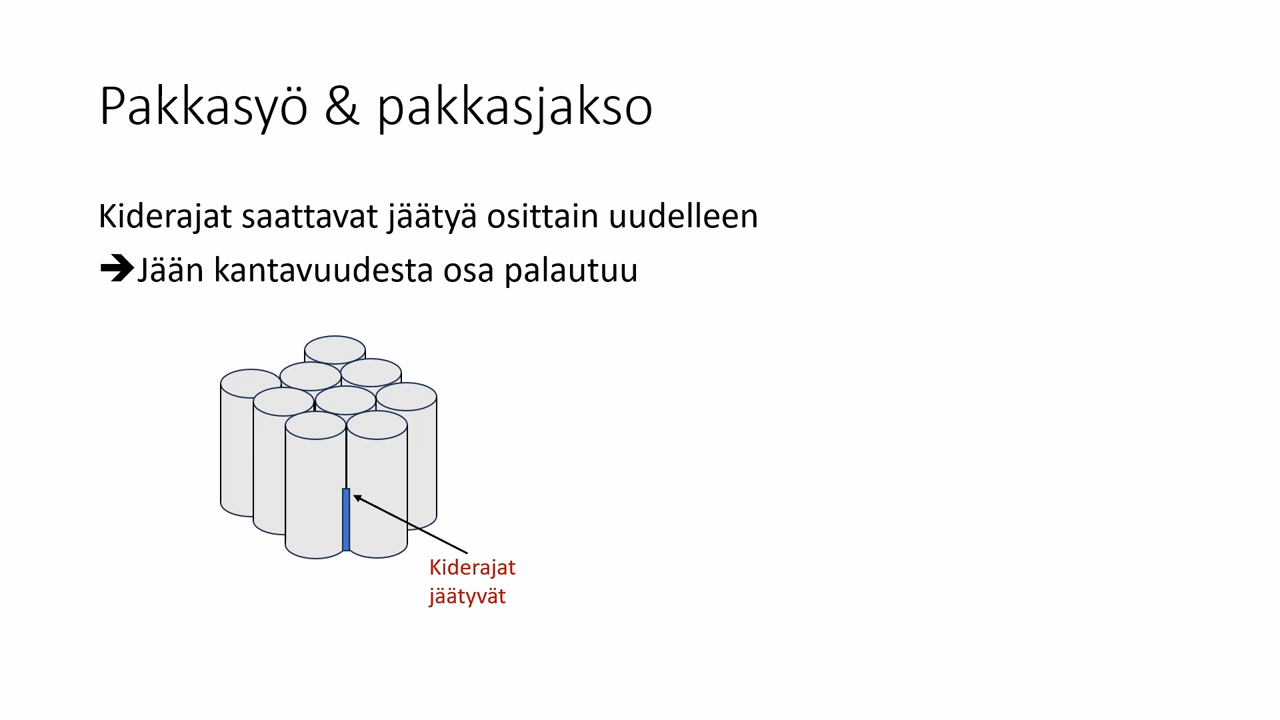 Pakkasyö & pakkasjakso
Kiderajat saattavat jäätyä osittain uudelleen
➔Jään kantavuudesta osa palautuu
Kiderajat
jäätyvät